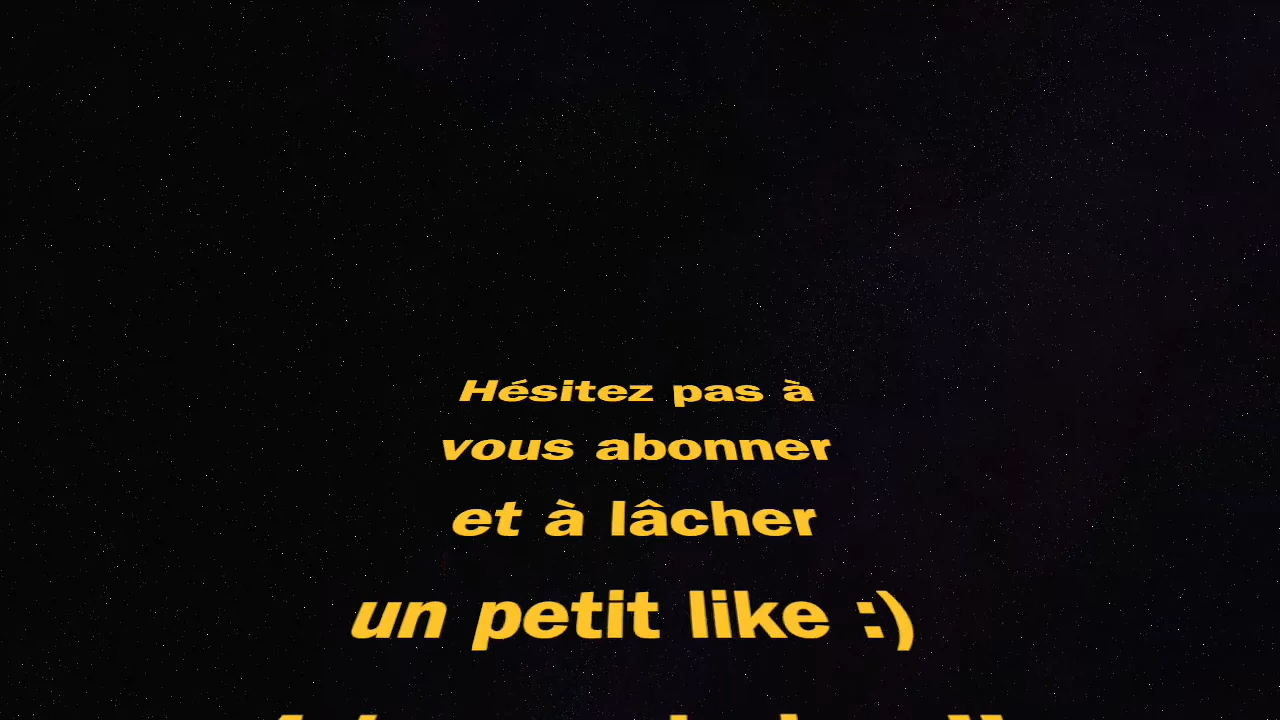 Hésitez pas à
vous abonner
et à lâcher
un petit like :)